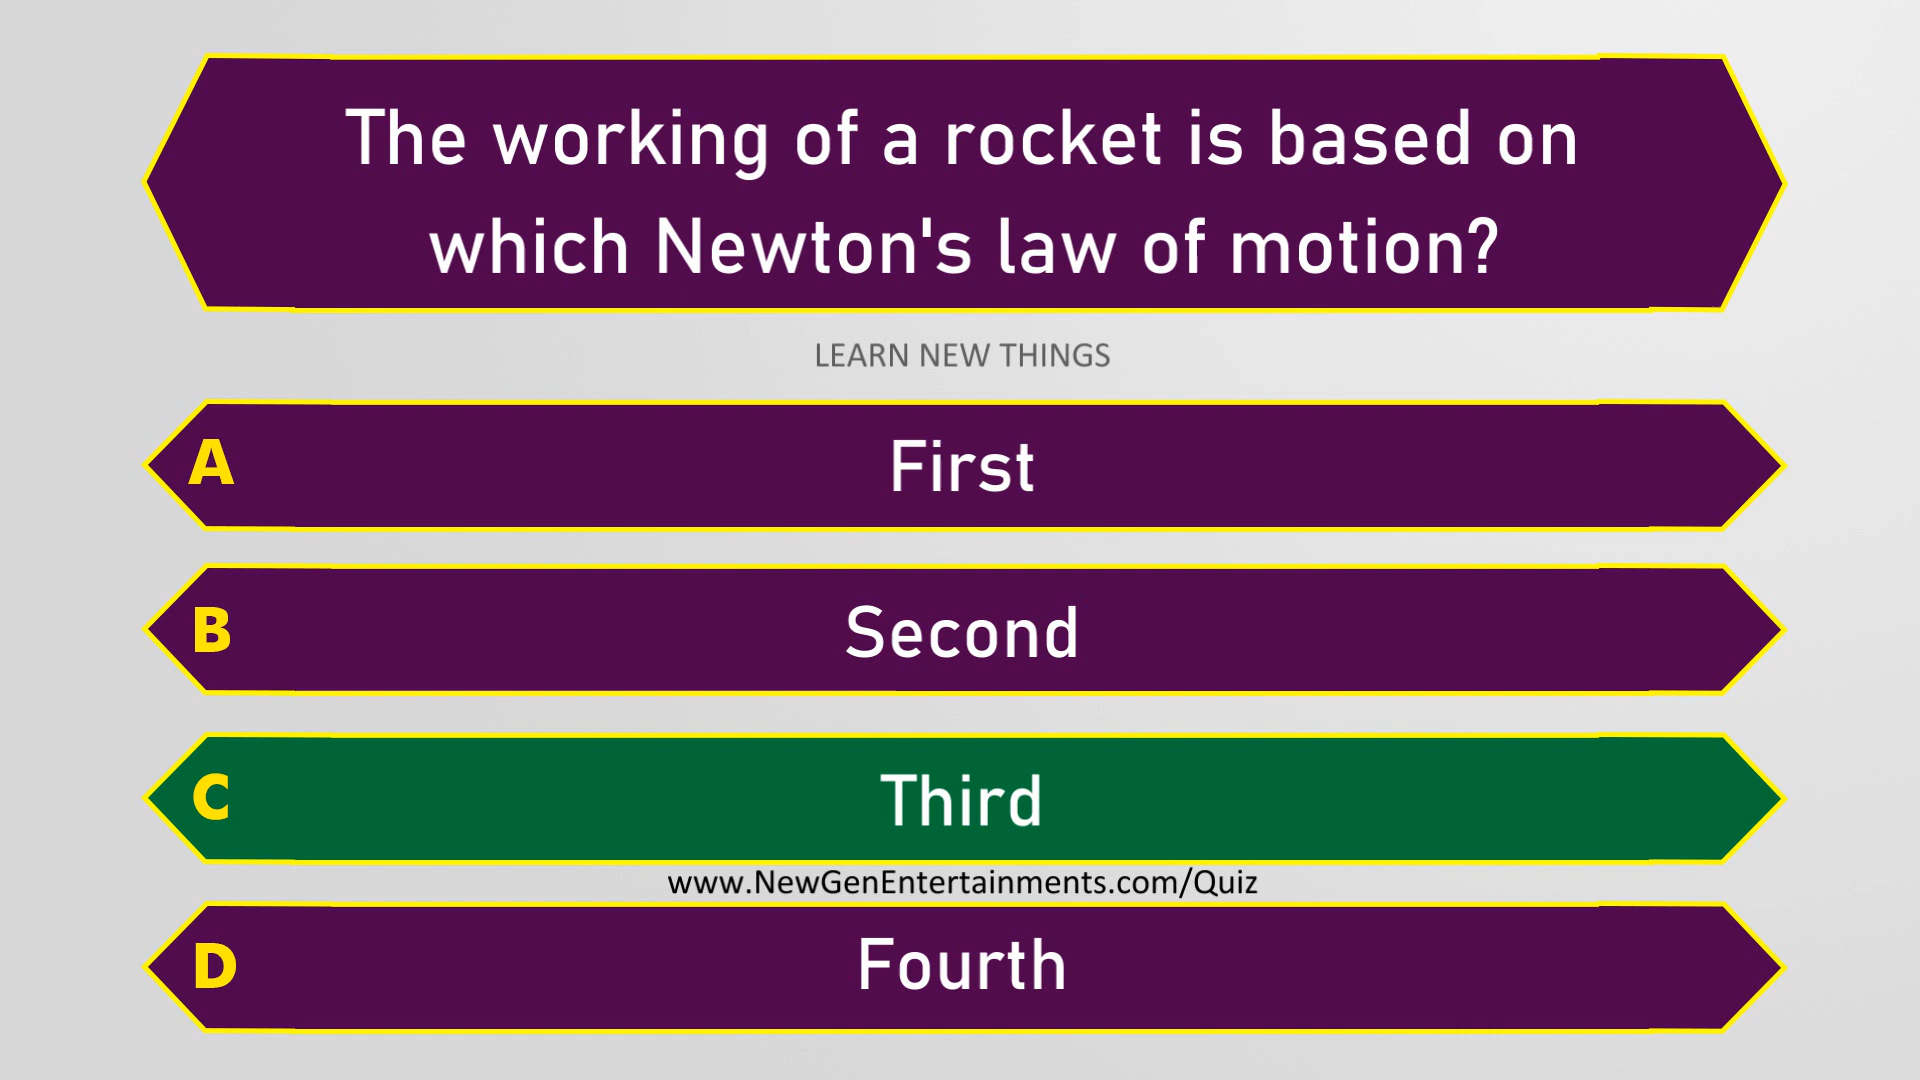 The working of a rocket is based on
which Newton's law of motion?
LEARN NEW THINGS
A First
B Second
C Third
www.NewGenEntertainments.com/Quiz
D Fourth